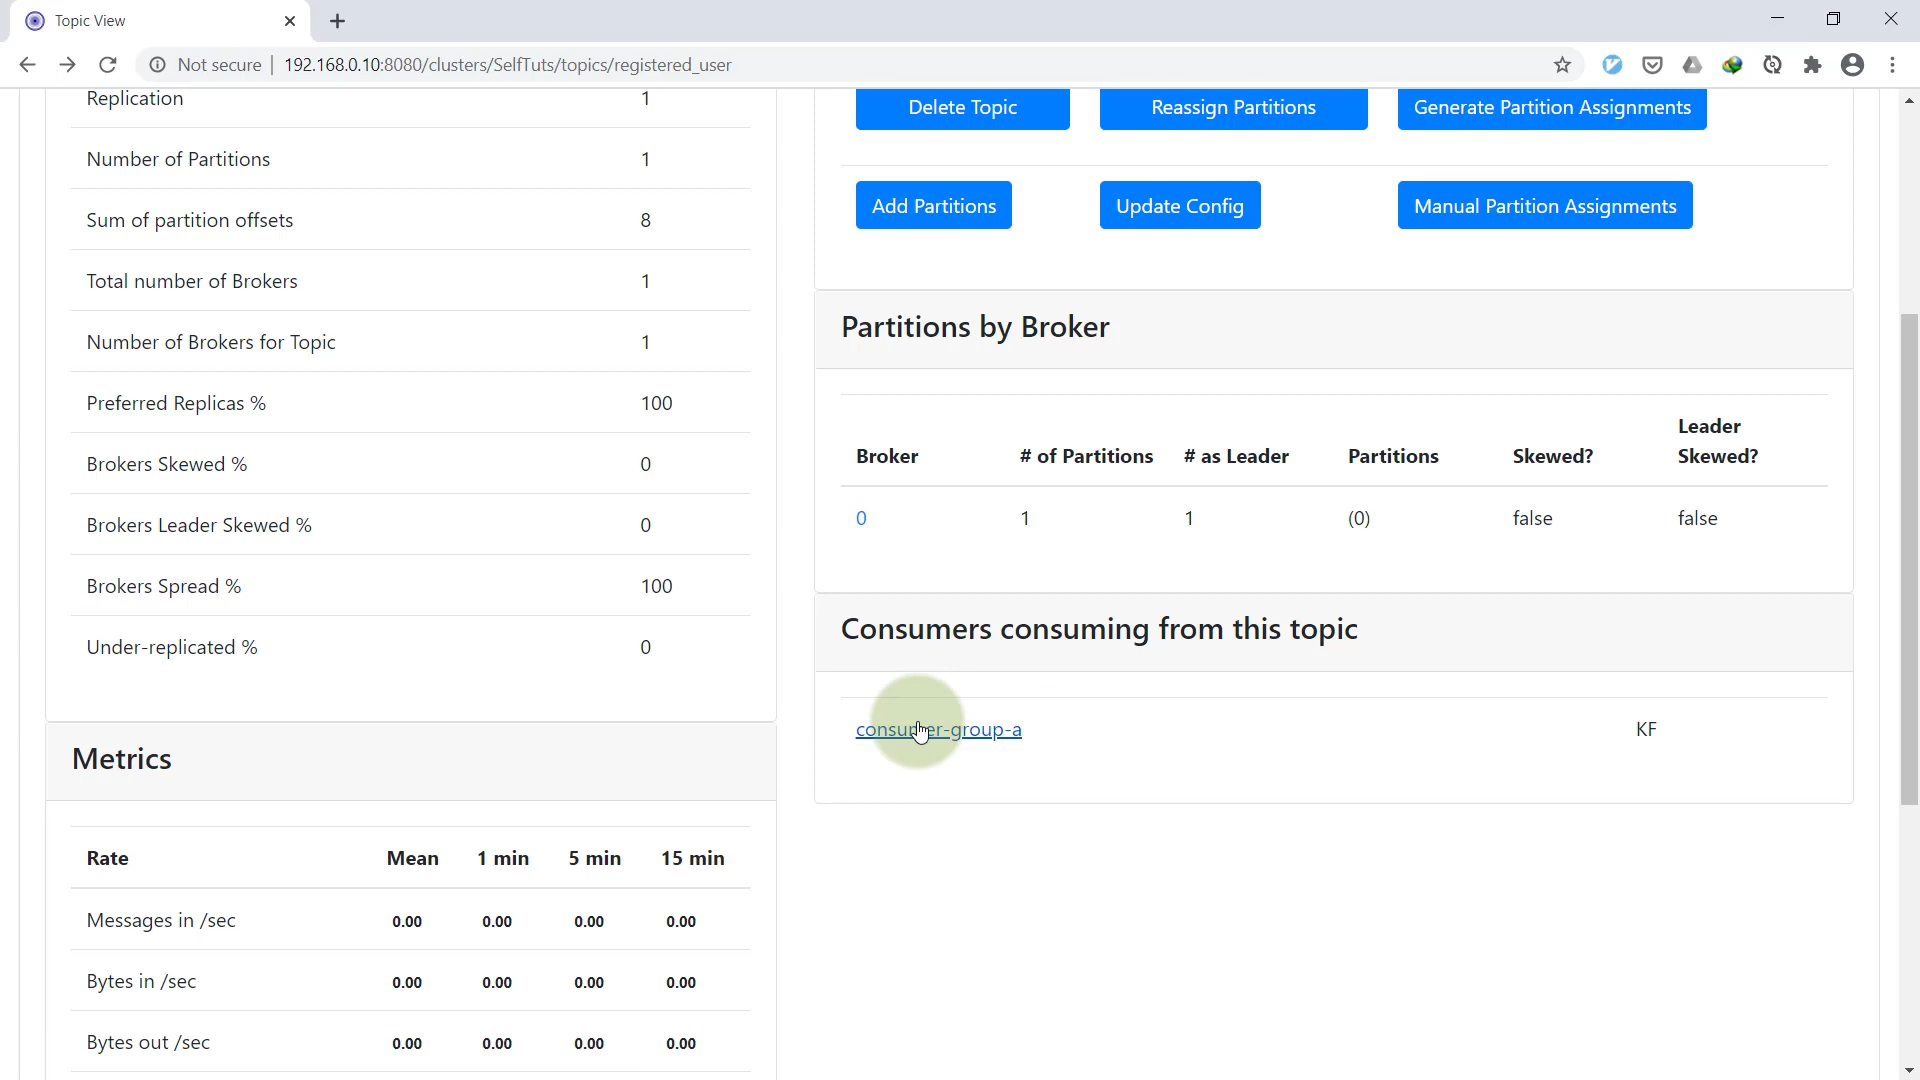 Topic View
Not secure
192.168.0.10:8080/clusters/SelfTuts/topics/registered_user
Replication 1
Number of Partitions 1
Sum of partition offsets 8
Total number of Brokers 1
Number of Brokers for Topic 1
Preferred Replicas % 100
Brokers Skewed % 0
Brokers Leader Skewed % 0
Brokers Spread % 100
Under-replicated % 0
Metrics
Rate Mean 1 min 5 min 15 min
Messages in /sec 0.00 0.00 0.00 0.00
Bytes in /sec 0.00 0.00 0.00 0.00
Bytes out /sec 0.00 0.00 0.00 0.00
Delete Topic Reassign Partitions Generate Partition Assignments
Add Partitions Update Config Manual Partition Assignments
Partitions by Broker
Broker # of Partitions # as Leader Partitions Skewed? Leader Skewed?
0 1 1 (0) false false
Consumers consuming from this topic
consumer-group-a KF